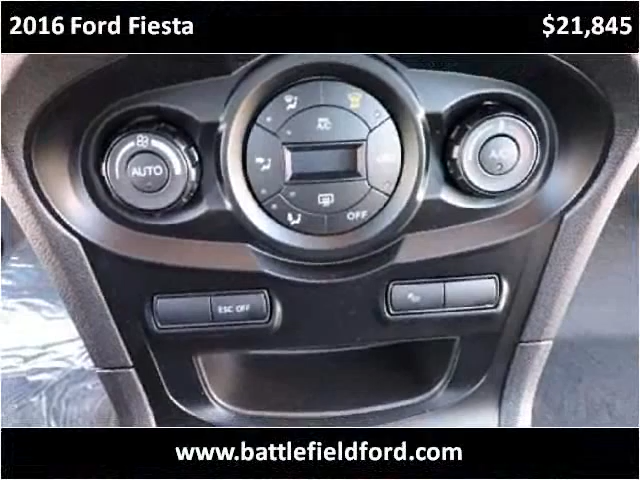 2016 Ford Fiesta $21,845
A/C
AUTO
A/C
OFF
ESC OFF
www.battlefieldford.com